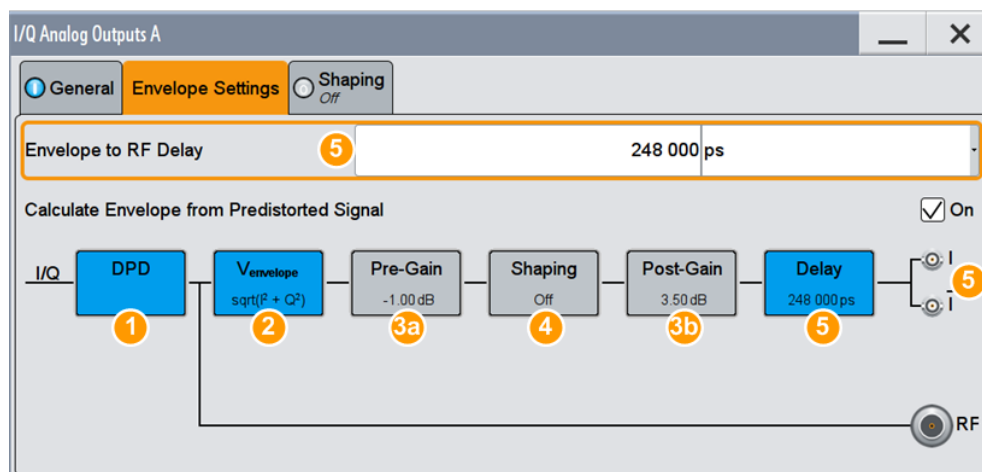 I/Q Analog Outputs A
General
Envelope Settings
Shaping
Off
Envelope to RF Delay
5
248 000 ps
Calculate Envelope from Predistorted Signal
On
I/Q
DPD
1
Venvelope
sqrt(I² + Q²)
2
Pre-Gain
-1.00 dB
3a
Shaping
Off
4
Post-Gain
3.50 dB
3b
Delay
248 000 ps
5
I
5
Ī
RF